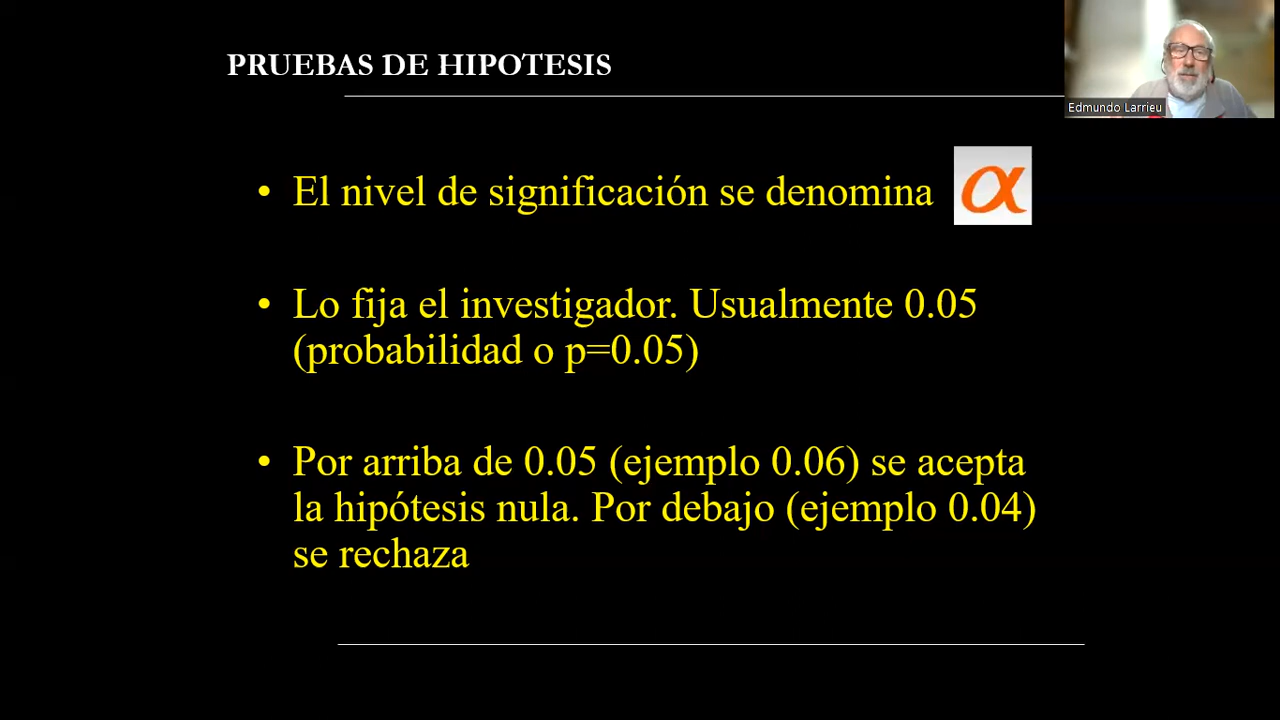 PRUEBAS DE HIPOTESIS
Edmundo Larrieu
• El nivel de significación se denomina α
• Lo fija el investigador. Usualmente 0.05
(probabilidad o p=0.05)
• Por arriba de 0.05 (ejemplo 0.06) se acepta
la hipótesis nula. Por debajo (ejemplo 0.04)
se rechaza